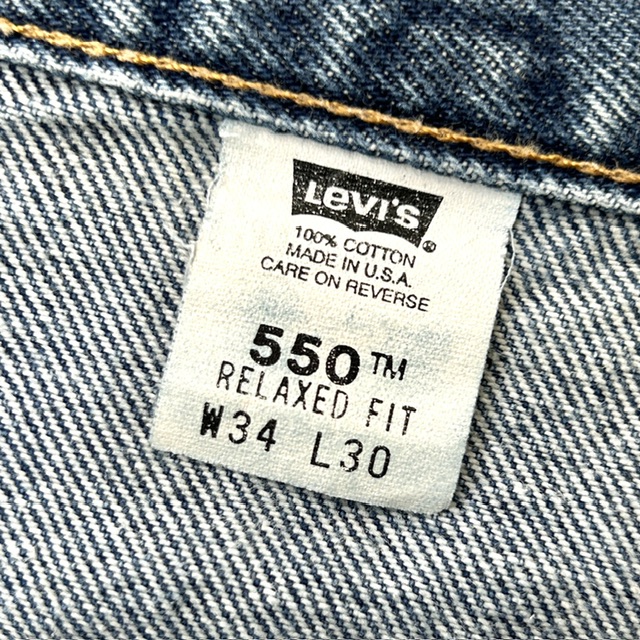 Levi's®
100% COTTON
MADE IN U.S.A.
CARE ON REVERSE
550™
RELAXED FIT
W34 L30